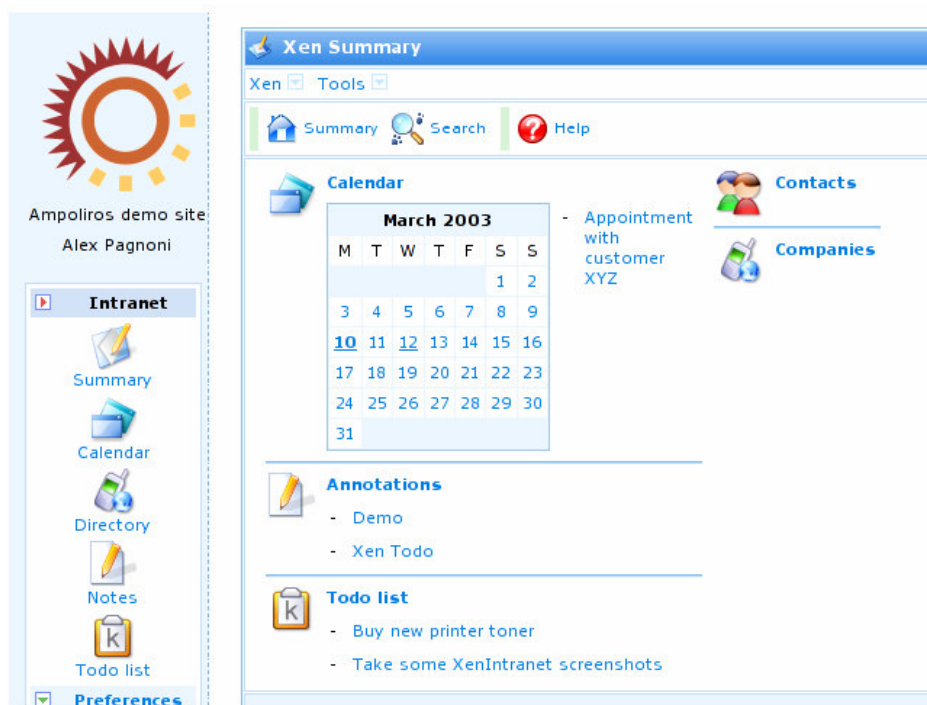 Ampoliros demo site
Alex Pagnoni
Intranet
Summary
Calendar
Directory
Notes
Todo list
Preferences
Xen Summary
Xen Tools
Summary Search Help
Calendar
March 2003
M T W T F S S
1 2
3 4 5 6 7 8 9
10 11 12 13 14 15 16
17 18 19 20 21 22 23
24 25 26 27 28 29 30
31
- Appointment
with
customer
XYZ
Contacts
Companies
Annotations
- Demo
- Xen Todo
Todo list
- Buy new printer toner
- Take some XenIntranet screenshots